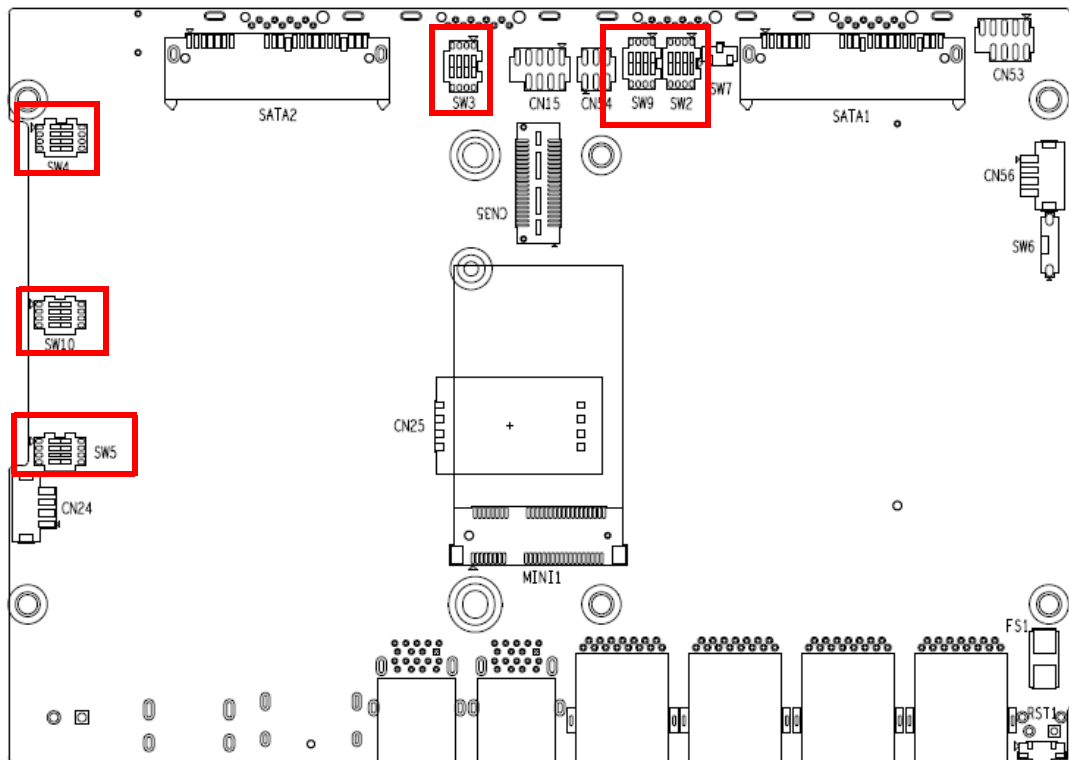 CN53
SW3
CN15
CN54
SW9
SW2
SW7
SATA2
SATA1
SW4
CN56
CN35
SW6
SW10
CN25
SW5
CN24
MINI1
FS1
RST1